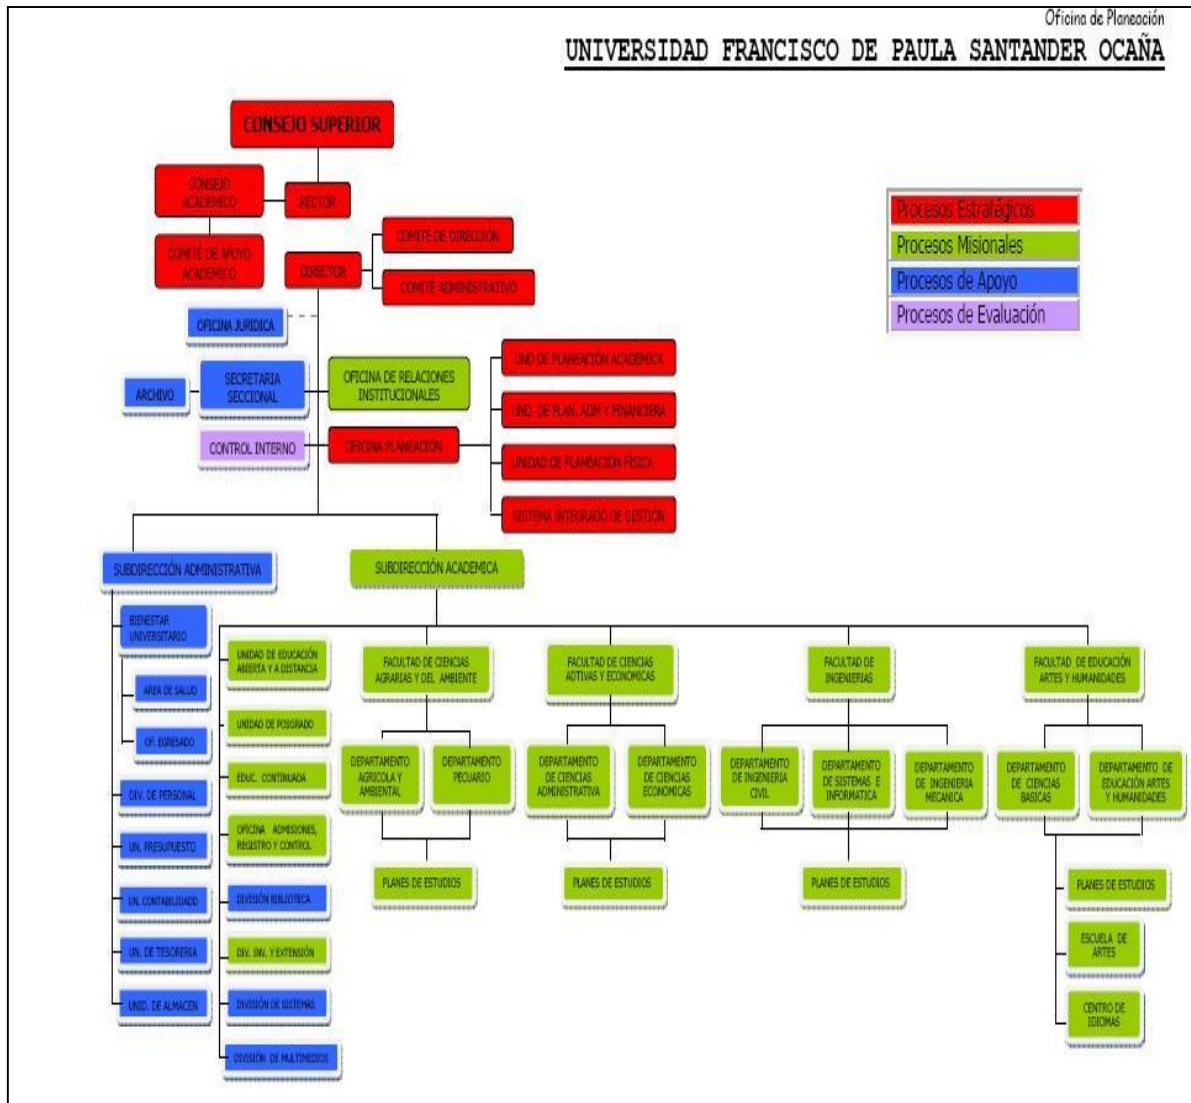 Oficina de Planeación
UNIVERSIDAD FRANCISCO DE PAULA SANTANDER OCAÑA
CONSEJO SUPERIOR
CONSEJO
ACADEMICO
RECTOR
COMITÉ DE APOYO
ACADEMICO
DIRECTOR
COMITÉ DE DIRECCIÓN
COMITÉ ADMINISTRATIVO
Procesos Estratégicos
Procesos Misionales
Procesos de Apoyo
Procesos de Evaluación
OFICINA JURIDICA
ARCHIVO
SECRETARIA
SECCIONAL
OFICINA DE RELACIONES
INSTITUCIONALES
CONTROL INTERNO
OFICINA PLANEACIÓN
UND DE PLANEACIÓN ACADEMICA
UND. DE PLAN. ADM Y FINANCIERA
UNIDAD DE PLANEACIÓN FÍSICA
SISTEMA INTEGRADO DE GESTIÓN
SUBDIRECCIÓN ADMINISTRATIVA
SUBDIRECCIÓN ACADEMICA
BIENESTAR
UNIVERSITARIO
AREA DE SALUD
OF. EGRESADO
DIV. DE PERSONAL
UN. PRESUPUESTO
UN. CONTABILIDAD
UN. DE TESORERIA
UNID. DE ALMACEN
UNIDAD DE EDUCACIÓN
ABIERTA Y A DISTANCIA
UNIDAD DE POSGRADO
EDUC. CONTINUADA
OFICINA ADMISIONES,
REGISTRO Y CONTROL
DIVISIÓN BIBLIOTECA
DIV. INV. Y EXTENSIÓN
DIVISIÓN DE SISTEMAS
DIVISIÓN DE MULTIMEDIOS
FACULTAD DE CIENCIAS
AGRARIAS Y DEL AMBIENTE
DEPARTAMENTO
AGRICOLA Y
AMBIENTAL
DEPARTAMENTO
PECUARIO
PLANES DE ESTUDIOS
FACULTAD DE CIENCIAS
ADTIVAS Y ECONOMICAS
DEPARTAMENTO
DE CIENCIAS
ADMINISTRATIVA
DEPARTAMENTO
DE CIENCIAS
ECONOMICAS
PLANES DE ESTUDIOS
FACULTAD DE
INGENIERIAS
DEPARTAMENTO
DE INGENIERIA
CIVIL
DEPARTAMENTO
DE SISTEMAS E
INFORMATICA
DEPARTAMENTO
DE INGENIERIA
MECANICA
PLANES DE ESTUDIOS
FACULTAD DE EDUCACIÓN
ARTES Y HUMANIDADES
DEPARTAMENTO
DE CIENCIAS
BASICAS
DEPARTAMENTO DE
EDUCACIÓN ARTES
Y HUMANIDADES
PLANES DE ESTUDIOS
ESCUELA DE
ARTES
CENTRO DE
IDIOMAS